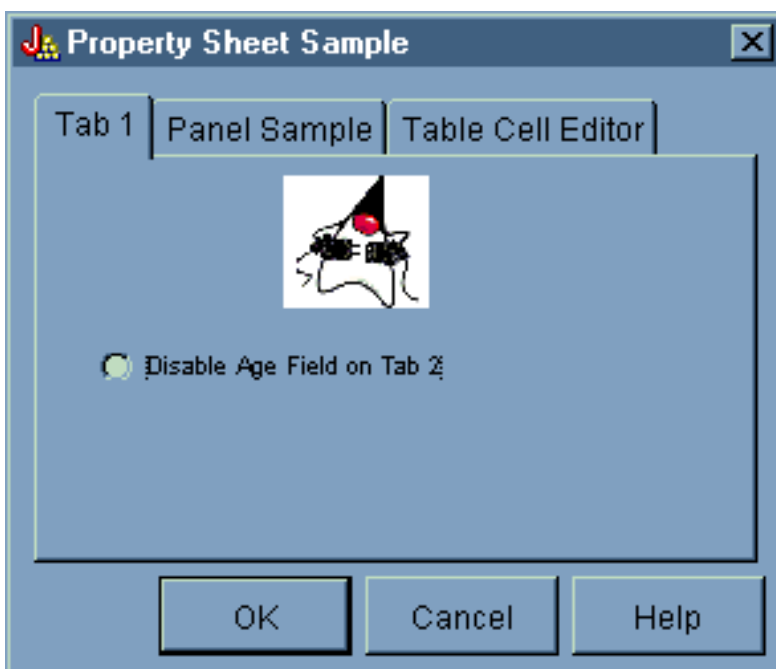 Property Sheet Sample
Tab 1 Panel Sample Table Cell Editor
Disable Age Field on Tab 2
OK Cancel Help